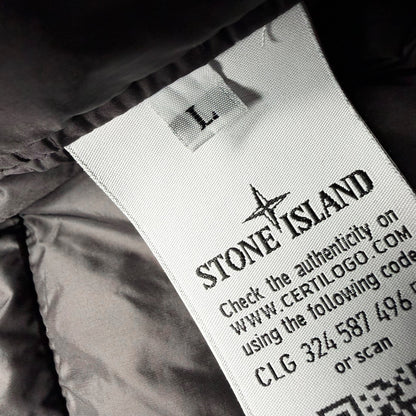 L
STONE ISLAND
Check the authenticity on
WWW.CERTILOGO.COM
using the following code
CLG 324 587 496
or scan